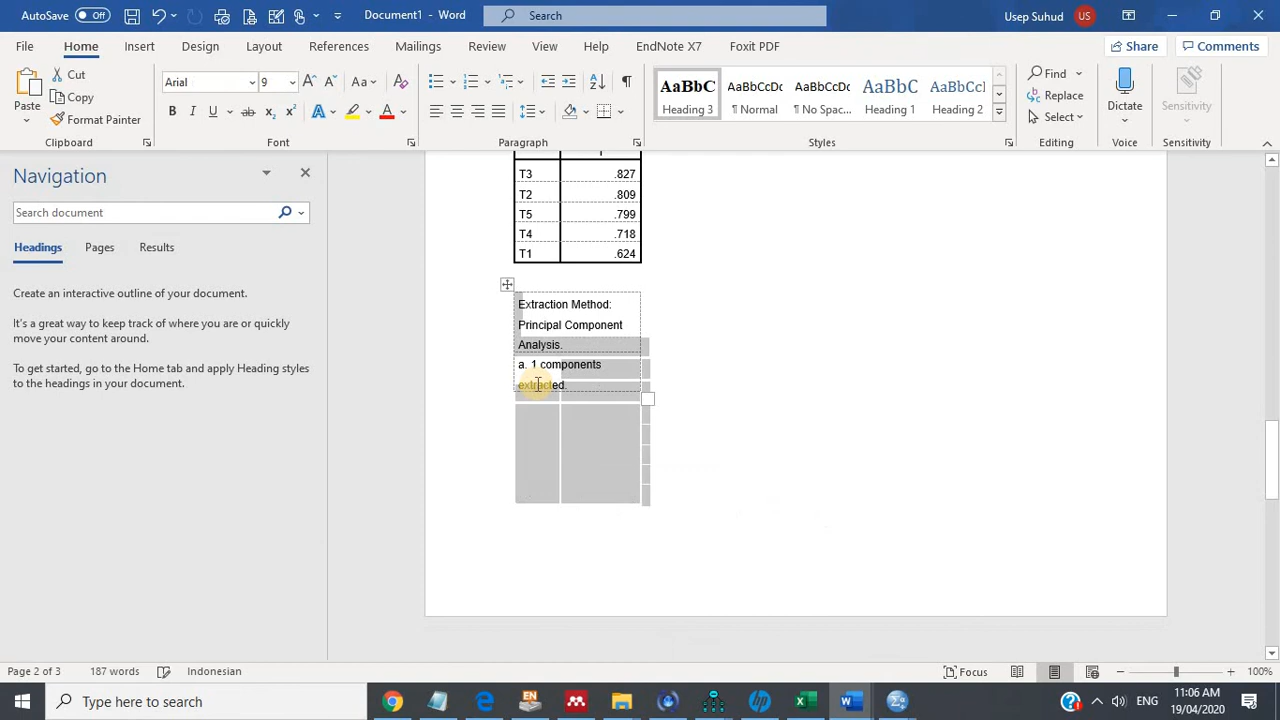 AutoSave Off Document1 - Word Search Usep Suhud US
File Home Insert Design Layout References Mailings Review View Help EndNote X7 Foxit PDF Share Comments
Paste Cut Copy Format Painter
Arial 9
AaBbC Heading 3 AaBbCcDc ¶ Normal AaBbCcDc ¶ No Spac... AaBbC Heading 1 AaBbCc Heading 2
Find Replace Select
Dictate Sensitivity
Clipboard Font Paragraph Styles Editing Voice Sensitivity
Navigation
Search document
Headings Pages Results
Create an interactive outline of your document.
It's a great way to keep track of where you are or quickly
move your content around.
To get started, go to the Home tab and apply Heading styles
to the headings in your document.
T3 .827
T2 .809
T5 .799
T4 .718
T1 .624
Extraction Method:
Principal Component
Analysis.
a. 1 components
extracted.
Page 2 of 3 187 words Indonesian Focus 100%
Type here to search ENG 11:06 AM
19/04/2020